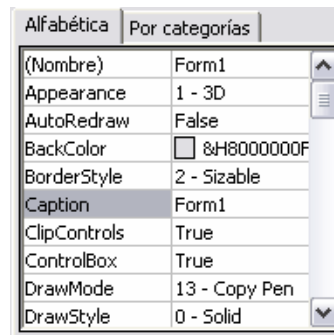 Alfabética Por categorías
(Nombre) Form1
Appearance 1 - 3D
AutoRedraw False
BackColor &H8000000F
BorderStyle 2 - Sizable
Caption Form1
ClipControls True
ControlBox True
DrawMode 13 - Copy Pen
DrawStyle 0 - Solid